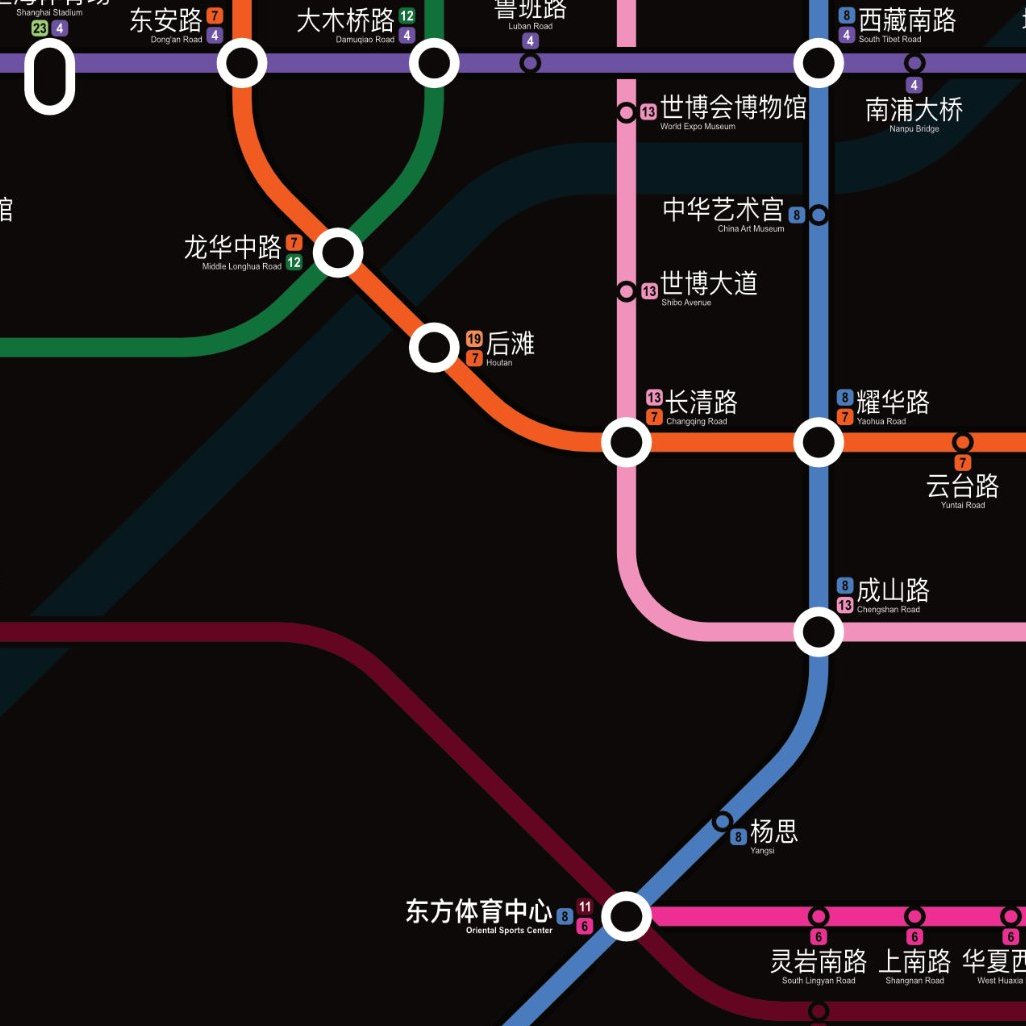 Shanghai Stadium
23 4
东安路 7
Dong'an Road 4
大木桥路 12
Damuqiao Road 4
鲁班路
Luban Road
4
8 西藏南路
4 South Tibet Road
4
南浦大桥
Nanpu Bridge
13 世博会博物馆
World Expo Museum
馆
中华艺术宫 8
China Art Museum
龙华中路 7
Middle Longhua Road 12
13 世博大道
Shibo Avenue
19 后滩
7 Houtan
13 长清路
7 Changqing Road
8 耀华路
7 Yaohua Road
7
云台路
Yuntai Road
8 成山路
13 Chengshan Road
杨思
8 Yangsi
东方体育中心 8 11
Oriental Sports Center 6
6 6 6
灵岩南路 上南路 华夏西
South Lingyan Road Shangnan Road West Huaxia